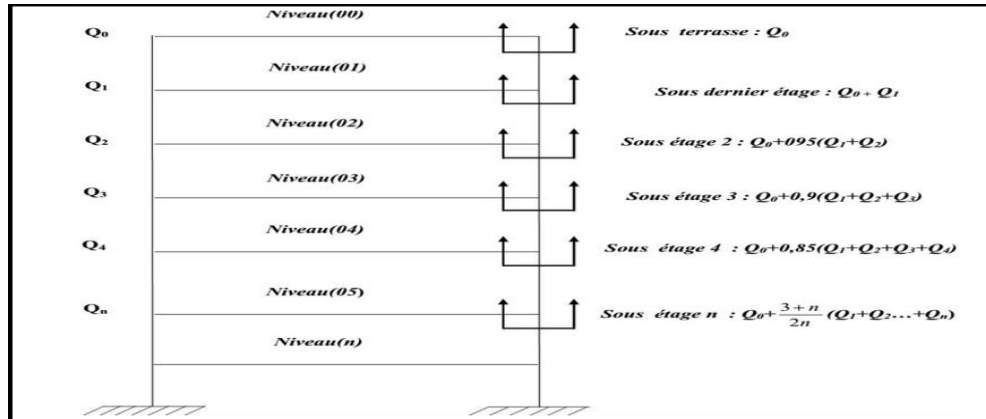 Niveau(00)
Q₀
Sous terrasse : Q₀
Niveau(01)
Q₁
Sous dernier étage : Q₀ + Q₁
Niveau(02)
Q₂
Sous étage 2 : Q₀+095(Q₁+Q₂)
Niveau(03)
Q₃
Sous étage 3 : Q₀+0,9(Q₁+Q₂+Q₃)
Niveau(04)
Q₄
Sous étage 4 : Q₀+0,85(Q₁+Q₂+Q₃+Q₄)
Niveau(05)
Qₙ
Sous étage n : Q₀+ 3 + n / 2n (Q₁+Q₂…+Qₙ)
Niveau(n)